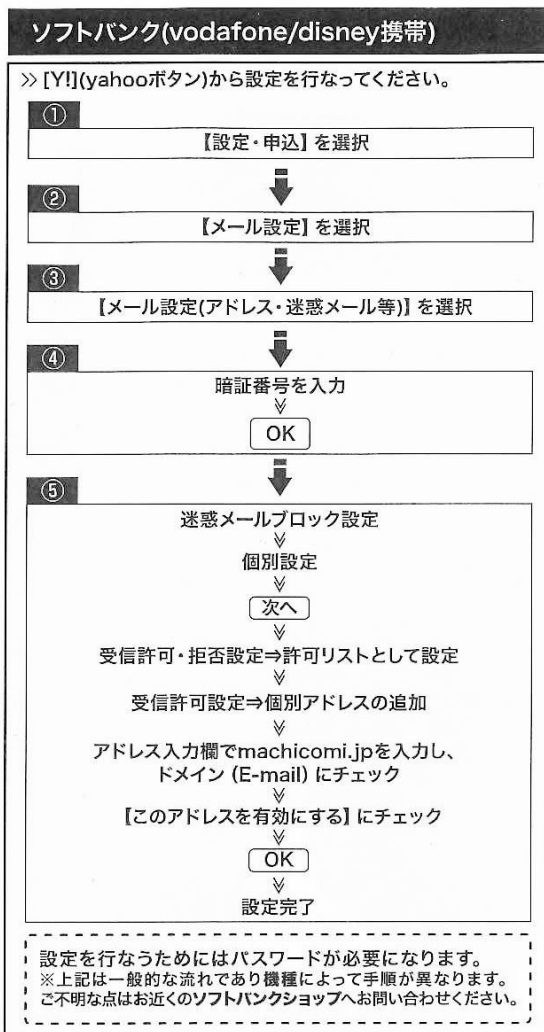 ソフトバンク(vodafone/disney携帯)
≫ [Y!](yahooボタン)から設定を行なってください。
①
【設定・申込】を選択
②
【メール設定】を選択
③
【メール設定(アドレス・迷惑メール等)】を選択
④
暗証番号を入力
OK
⑤
迷惑メールブロック設定
個別設定
次へ
受信許可・拒否設定⇒許可リストとして設定
受信許可設定⇒個別アドレスの追加
アドレス入力欄でmachicomi.jpを入力し、
ドメイン(E-mail)にチェック
【このアドレスを有効にする】にチェック
OK
設定完了
設定を行なうためにはパスワードが必要になります。
※上記は一般的な流れであり機種によって手順が異なります。
ご不明な点はお近くのソフトバンクショップへお問い合わせください。